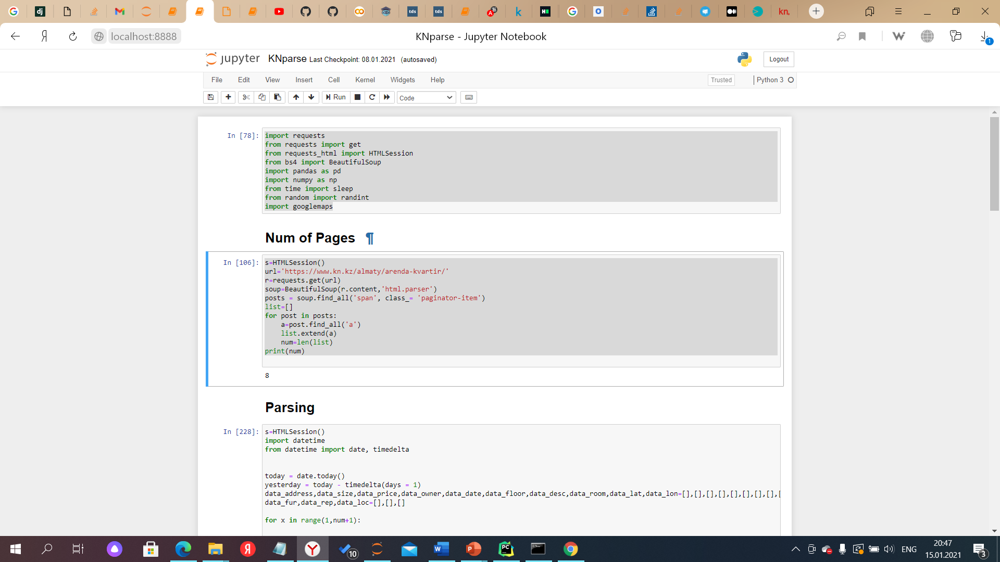 dj
tds
tds
k
kn.
localhost:8888
KNparse - Jupyter Notebook
1
jupyter KNparse Last Checkpoint: 08.01.2021 (autosaved)
Logout
File Edit View Insert Cell Kernel Widgets Help
Trusted
Python 3
Run
Code
In [78]:
import requests
from requests import get
from requests_html import HTMLSession
from bs4 import BeautifulSoup
import pandas as pd
import numpy as np
from time import sleep
from random import randint
import googlemaps
Num of Pages ¶
In [106]:
s=HTMLSession()
url='https://www.kn.kz/almaty/arenda-kvartir/'
r=requests.get(url)
soup=BeautifulSoup(r.content,'html.parser')
posts = soup.find_all('span', class_= 'paginator-item')
list=[]
for post in posts:
    a=post.find_all('a')
    list.extend(a)
    num=len(list)
print(num)
8
Parsing
In [228]:
s=HTMLSession()
import datetime
from datetime import date, timedelta
today = date.today()
yesterday = today - timedelta(days = 1)
data_address,data_size,data_price,data_owner,data_date,data_floor,data_desc,data_room,data_lat,data_lon=[],[],[],[],[],[],[],[],[
data_fur,data_rep,data_loc=[],[],[]
for x in range(1,num+1):
10
ENG
20:47
15.01.2021
3